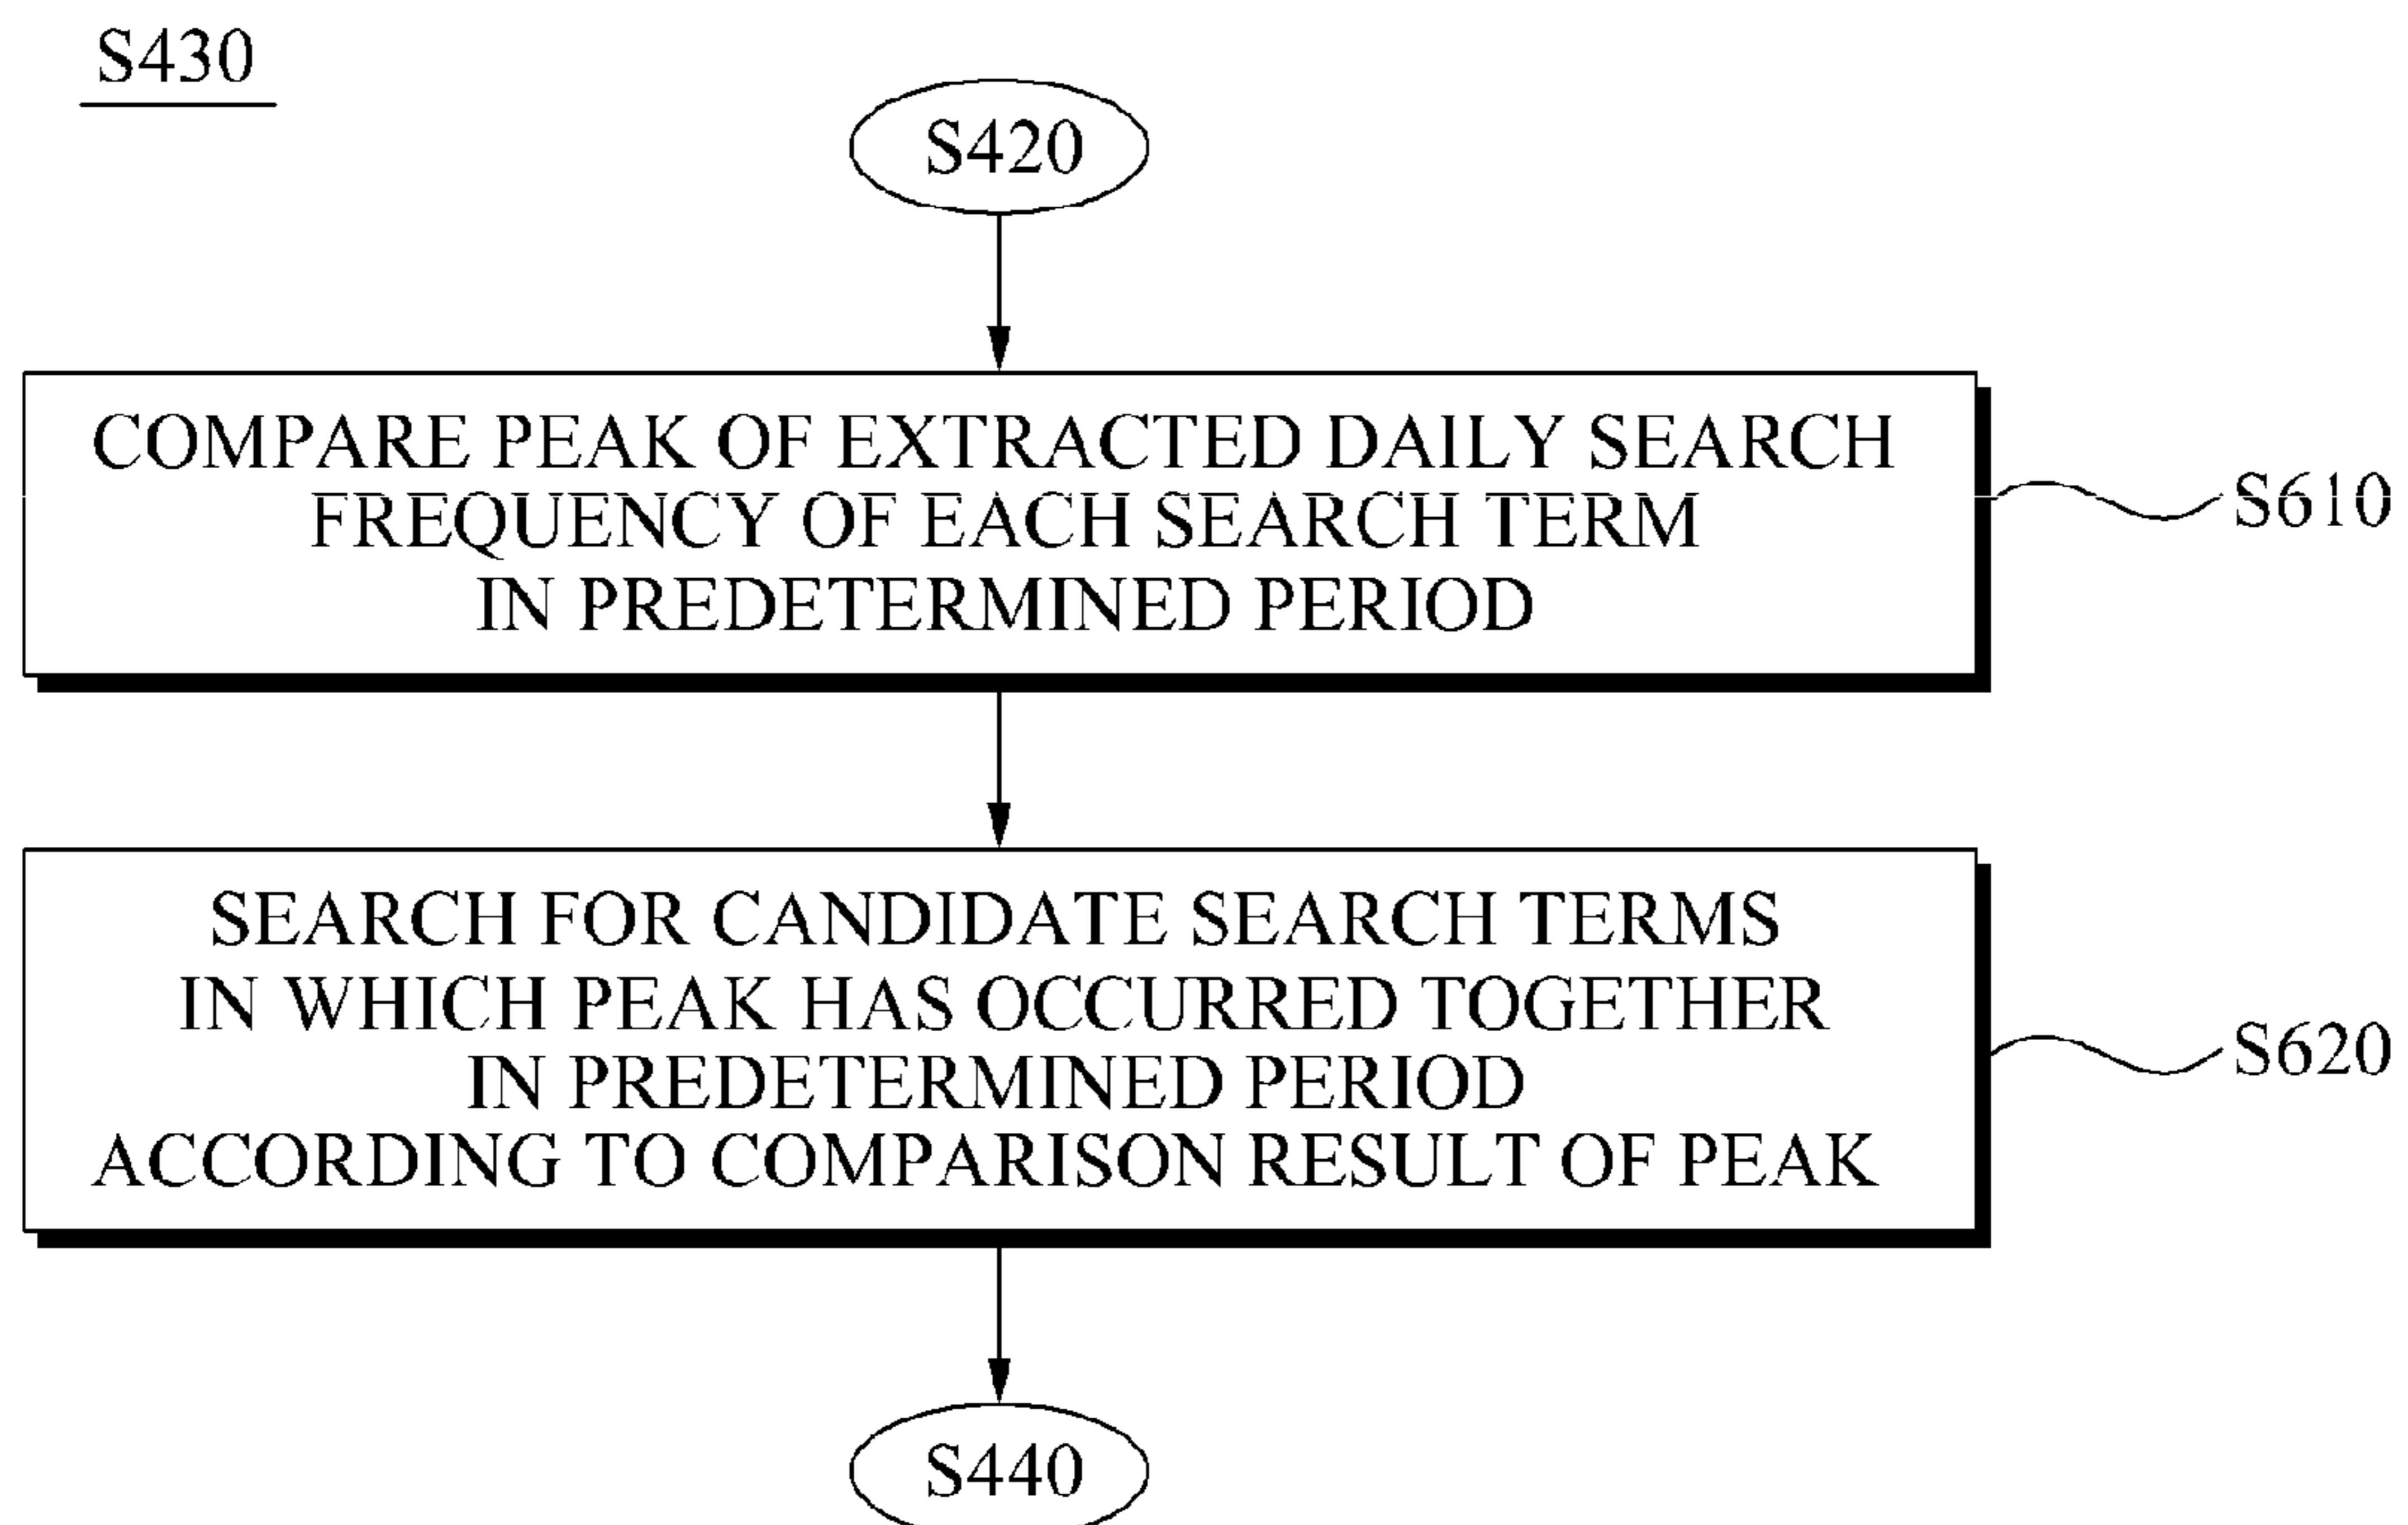 S430
S420
COMPARE PEAK OF EXTRACTED DAILY SEARCH
FREQUENCY OF EACH SEARCH TERM
IN PREDETERMINED PERIOD
S610
SEARCH FOR CANDIDATE SEARCH TERMS
IN WHICH PEAK HAS OCCURRED TOGETHER
IN PREDETERMINED PERIOD
ACCORDING TO COMPARISON RESULT OF PEAK
S620
S440